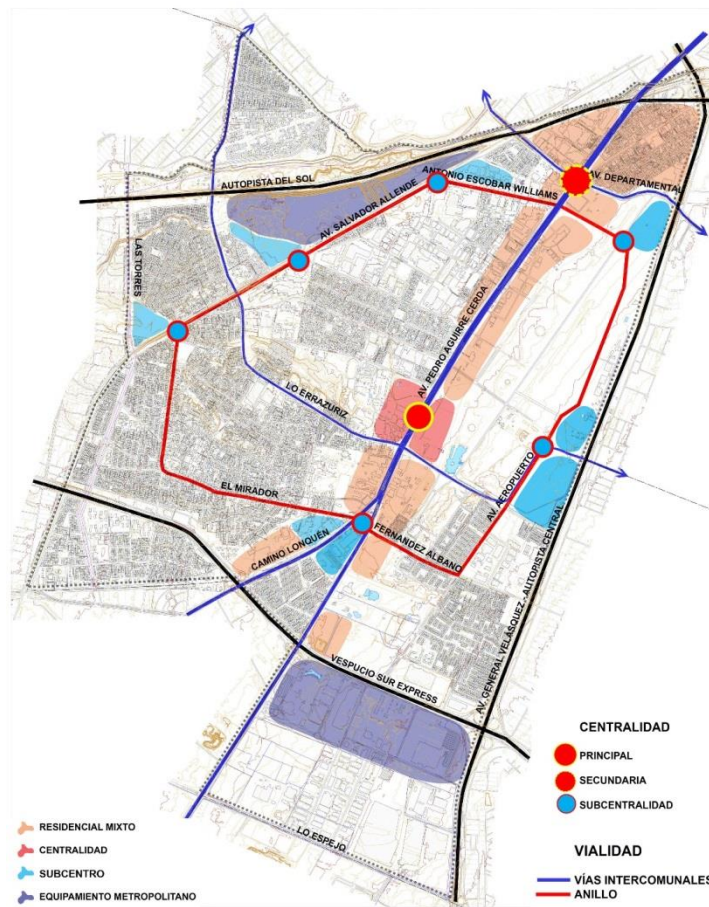 AUTOPISTA DEL SOL
AV. SALVADOR ALLENDE
ANTONIO ESCOBAR WILLIAMS
AV. DEPARTAMENTAL
LAS TORRES
AV. PEDRO AGUIRRE CERDA
LO ERRAZURIZ
EL MIRADOR
CAMINO LONQUÉN
FERNANDEZ ALBANO
AV. AEROPUERTO
AV. GENERAL VELASQUEZ - AUTOPISTA CENTRAL
VESPUCIO SUR EXPRESS
LO ESPEJO
CENTRALIDAD
PRINCIPAL
SECUNDARIA
SUBCENTRALIDAD
VIALIDAD
VÍAS INTERCOMUNALES
ANILLO
RESIDENCIAL MIXTO
CENTRALIDAD
SUBCENTRO
EQUIPAMIENTO METROPOLITANO